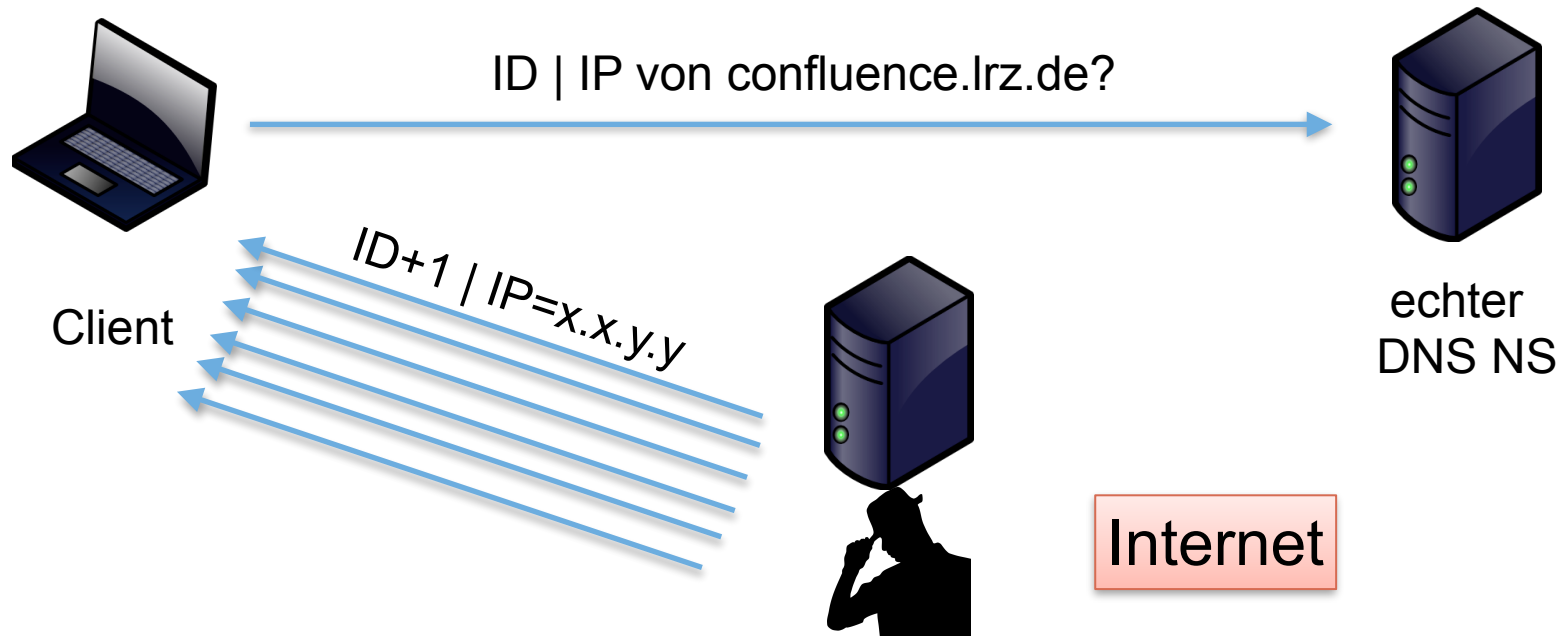 ID | IP von confluence.lrz.de?
ID+1 | IP=x.x.y.y
Client
echter
DNS NS
Internet